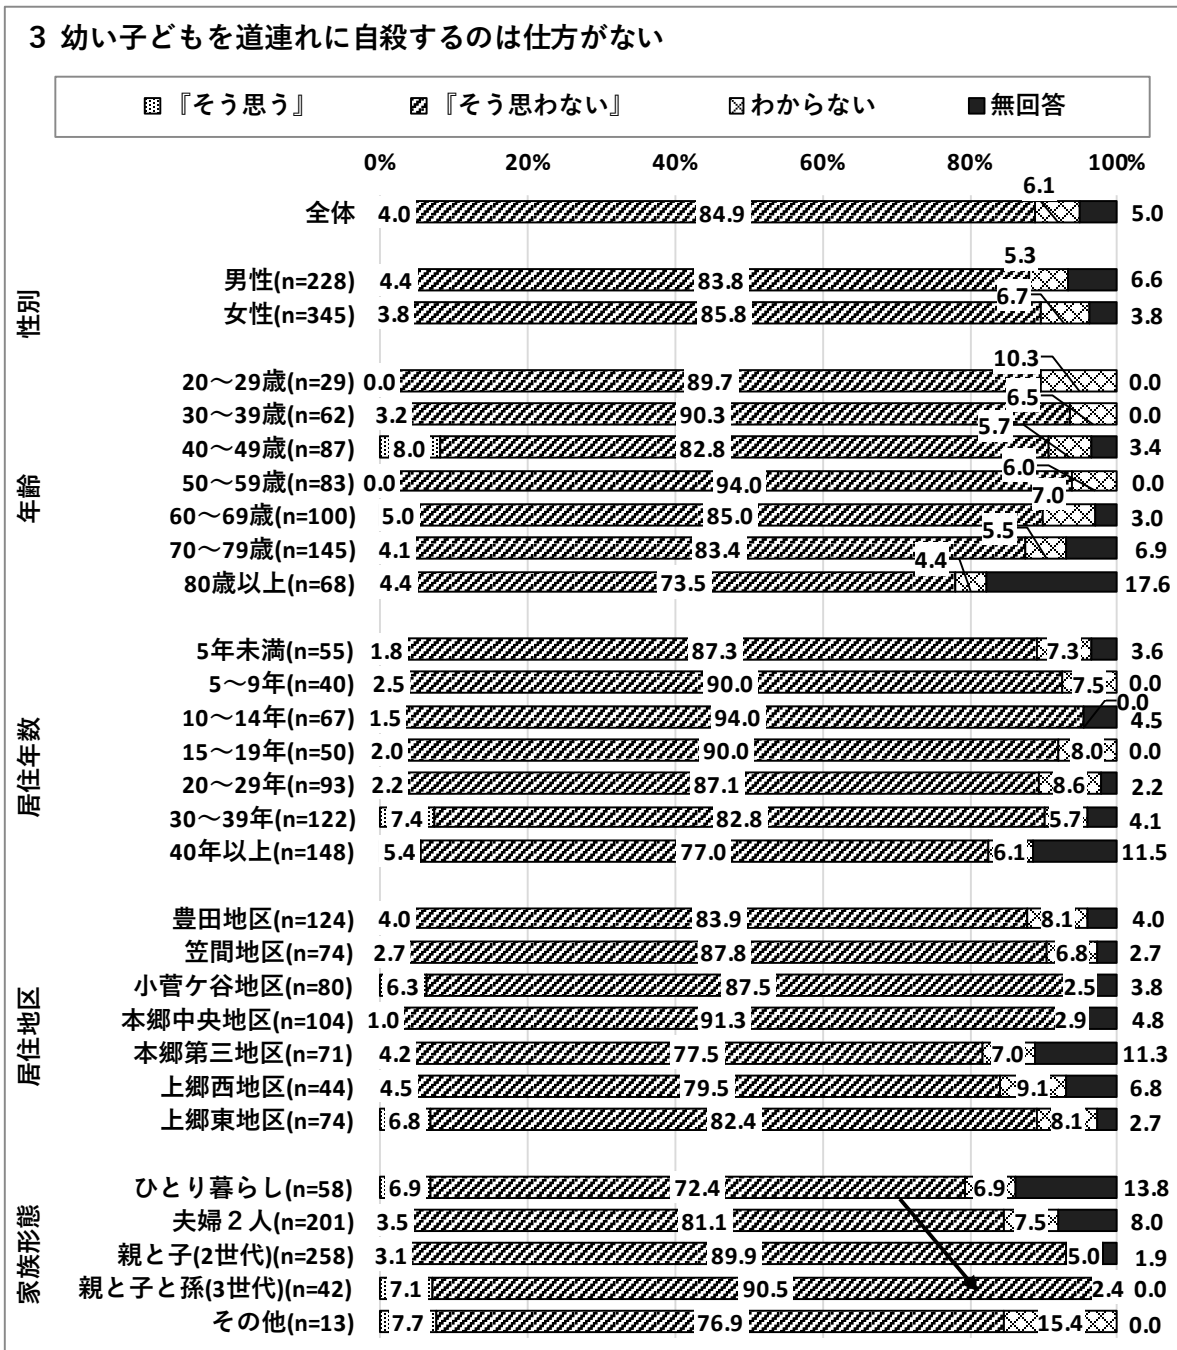 3 幼い子どもを道連れに自殺するのは仕方がない
『そう思う』 『そう思わない』 わからない 無回答
0% 20% 40% 60% 80% 100%
全体 4.0 84.9 6.1 5.0
性別
男性(n=228) 4.4 83.8 5.3 6.6
女性(n=345) 3.8 85.8 6.7 3.8
年齢
20～29歳(n=29) 0.0 89.7 10.3 0.0
30～39歳(n=62) 3.2 90.3 6.5 0.0
40～49歳(n=87) 8.0 82.8 5.7 3.4
50～59歳(n=83) 0.0 94.0 6.0 0.0
60～69歳(n=100) 5.0 85.0 7.0 3.0
70～79歳(n=145) 4.1 83.4 5.5 6.9
80歳以上(n=68) 4.4 73.5 4.4 17.6
居住年数
5年未満(n=55) 1.8 87.3 7.3 3.6
5～9年(n=40) 2.5 90.0 7.5 0.0
10～14年(n=67) 1.5 94.0 0.0 4.5
15～19年(n=50) 2.0 90.0 8.0 0.0
20～29年(n=93) 2.2 87.1 8.6 2.2
30～39年(n=122) 7.4 82.8 5.7 4.1
40年以上(n=148) 5.4 77.0 6.1 11.5
居住地区
豊田地区(n=124) 4.0 83.9 8.1 4.0
笠間地区(n=74) 2.7 87.8 6.8 2.7
小菅ケ谷地区(n=80) 6.3 87.5 2.5 3.8
本郷中央地区(n=104) 1.0 91.3 2.9 4.8
本郷第三地区(n=71) 4.2 77.5 7.0 11.3
上郷西地区(n=44) 4.5 79.5 9.1 6.8
上郷東地区(n=74) 6.8 82.4 8.1 2.7
家族形態
ひとり暮らし(n=58) 6.9 72.4 6.9 13.8
夫婦２人(n=201) 3.5 81.1 7.5 8.0
親と子(2世代)(n=258) 3.1 89.9 5.0 1.9
親と子と孫(3世代)(n=42) 7.1 90.5 2.4 0.0
その他(n=13) 7.7 76.9 15.4 0.0